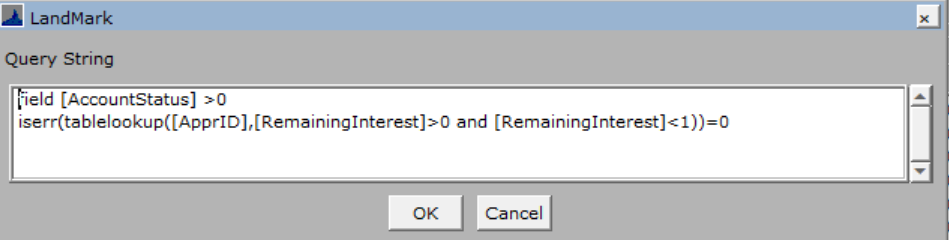 LandMark
Query String
field [AccountStatus] >0
iserr(tablelookup([ApprID],[RemainingInterest]>0 and [RemainingInterest]<1))=0
OK
Cancel